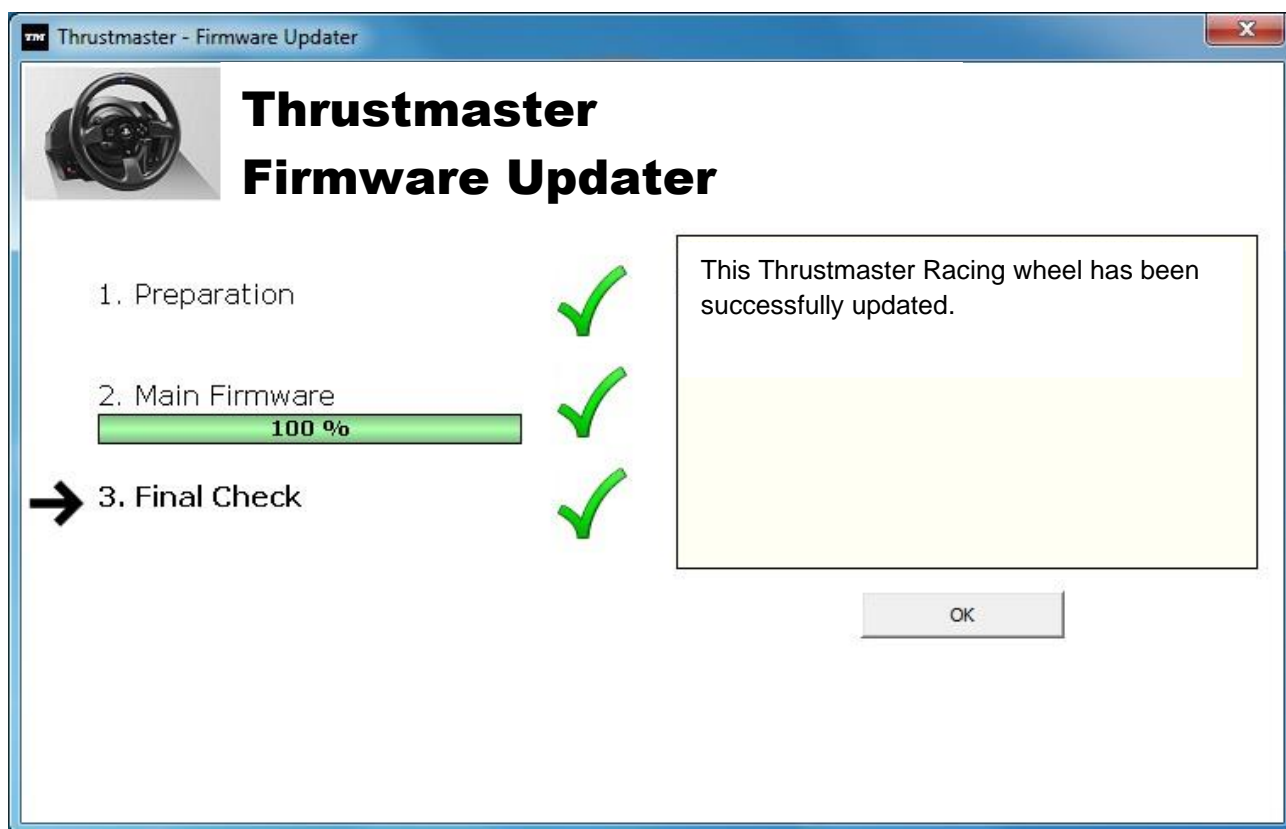 TM Thrustmaster - Firmware Updater
Thrustmaster
Firmware Updater
1. Preparation
2. Main Firmware
100 %
3. Final Check
This Thrustmaster Racing wheel has been
successfully updated.
OK